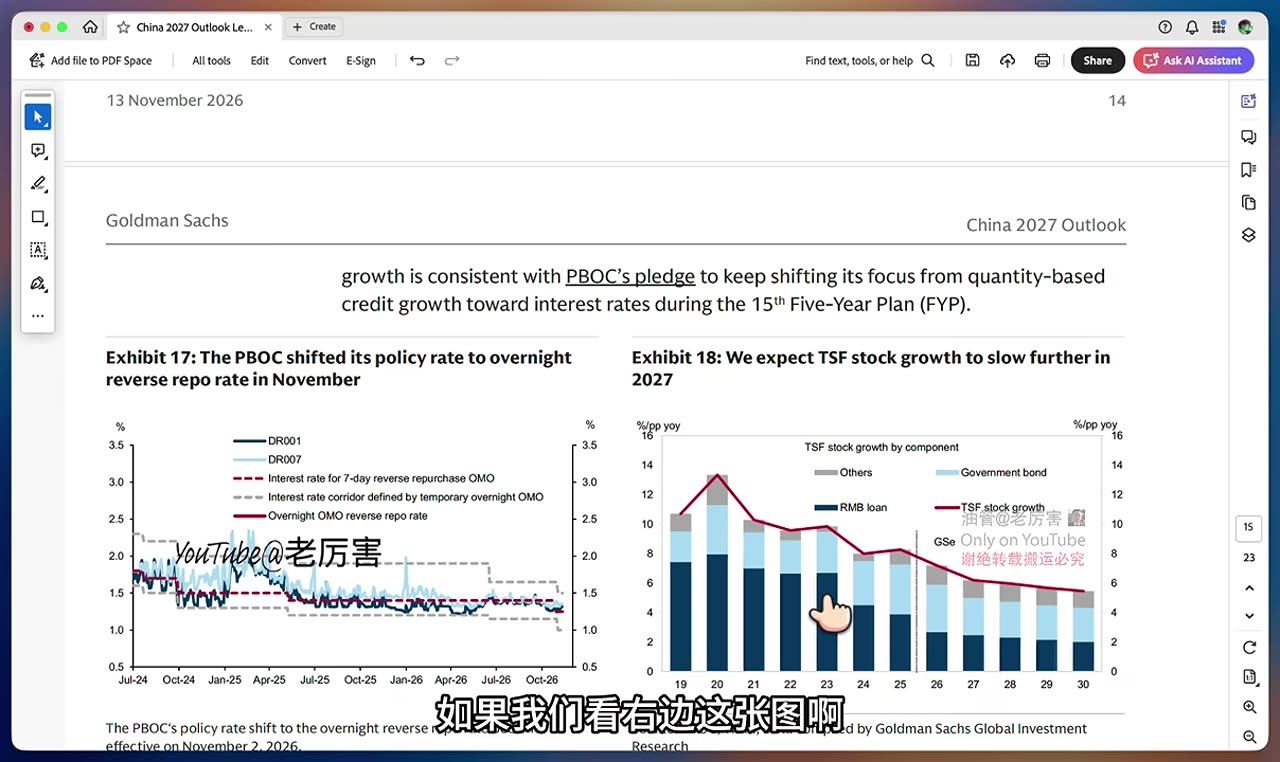 China 2027 Outlook Le...
Create
Add file to PDF Space
All tools
Edit
Convert
E-Sign
Find text, tools, or help
Share
Ask AI Assistant
13 November 2026
14
Goldman Sachs
China 2027 Outlook
growth is consistent with PBOC's pledge to keep shifting its focus from quantity-based
credit growth toward interest rates during the 15th Five-Year Plan (FYP).
Exhibit 17: The PBOC shifted its policy rate to overnight
reverse repo rate in November
%
%
3.5
3.0
2.5
2.0
1.5
1.0
0.5
DR001
DR007
Interest rate for 7-day reverse repurchase OMO
Interest rate corridor defined by temporary overnight OMO
Overnight OMO reverse repo rate
YouTube@老厉害
3.5
3.0
2.5
2.0
1.5
1.0
0.5
Jul-24 Oct-24 Jan-25 Apr-25 Jul-25 Oct-25 Jan-26 Apr-26 Jul-26 Oct-26
The PBOC's policy rate shift to the overnight reverse
effective on November 2, 2026.
Exhibit 18: We expect TSF stock growth to slow further in
2027
%/pp yoy
%/pp yoy
16
14
12
10
8
6
4
2
0
TSF stock growth by component
Others
Government bond
RMB loan
TSF stock growth
GSe
油管@老厉害
Only on YouTube
谢绝转载搬运必究
16
14
12
10
8
6
4
2
0
19 20 21 22 23 24 25 26 27 28 29 30
by Goldman Sachs Global Investment
Research
15
23
如果我们看右边这张图啊